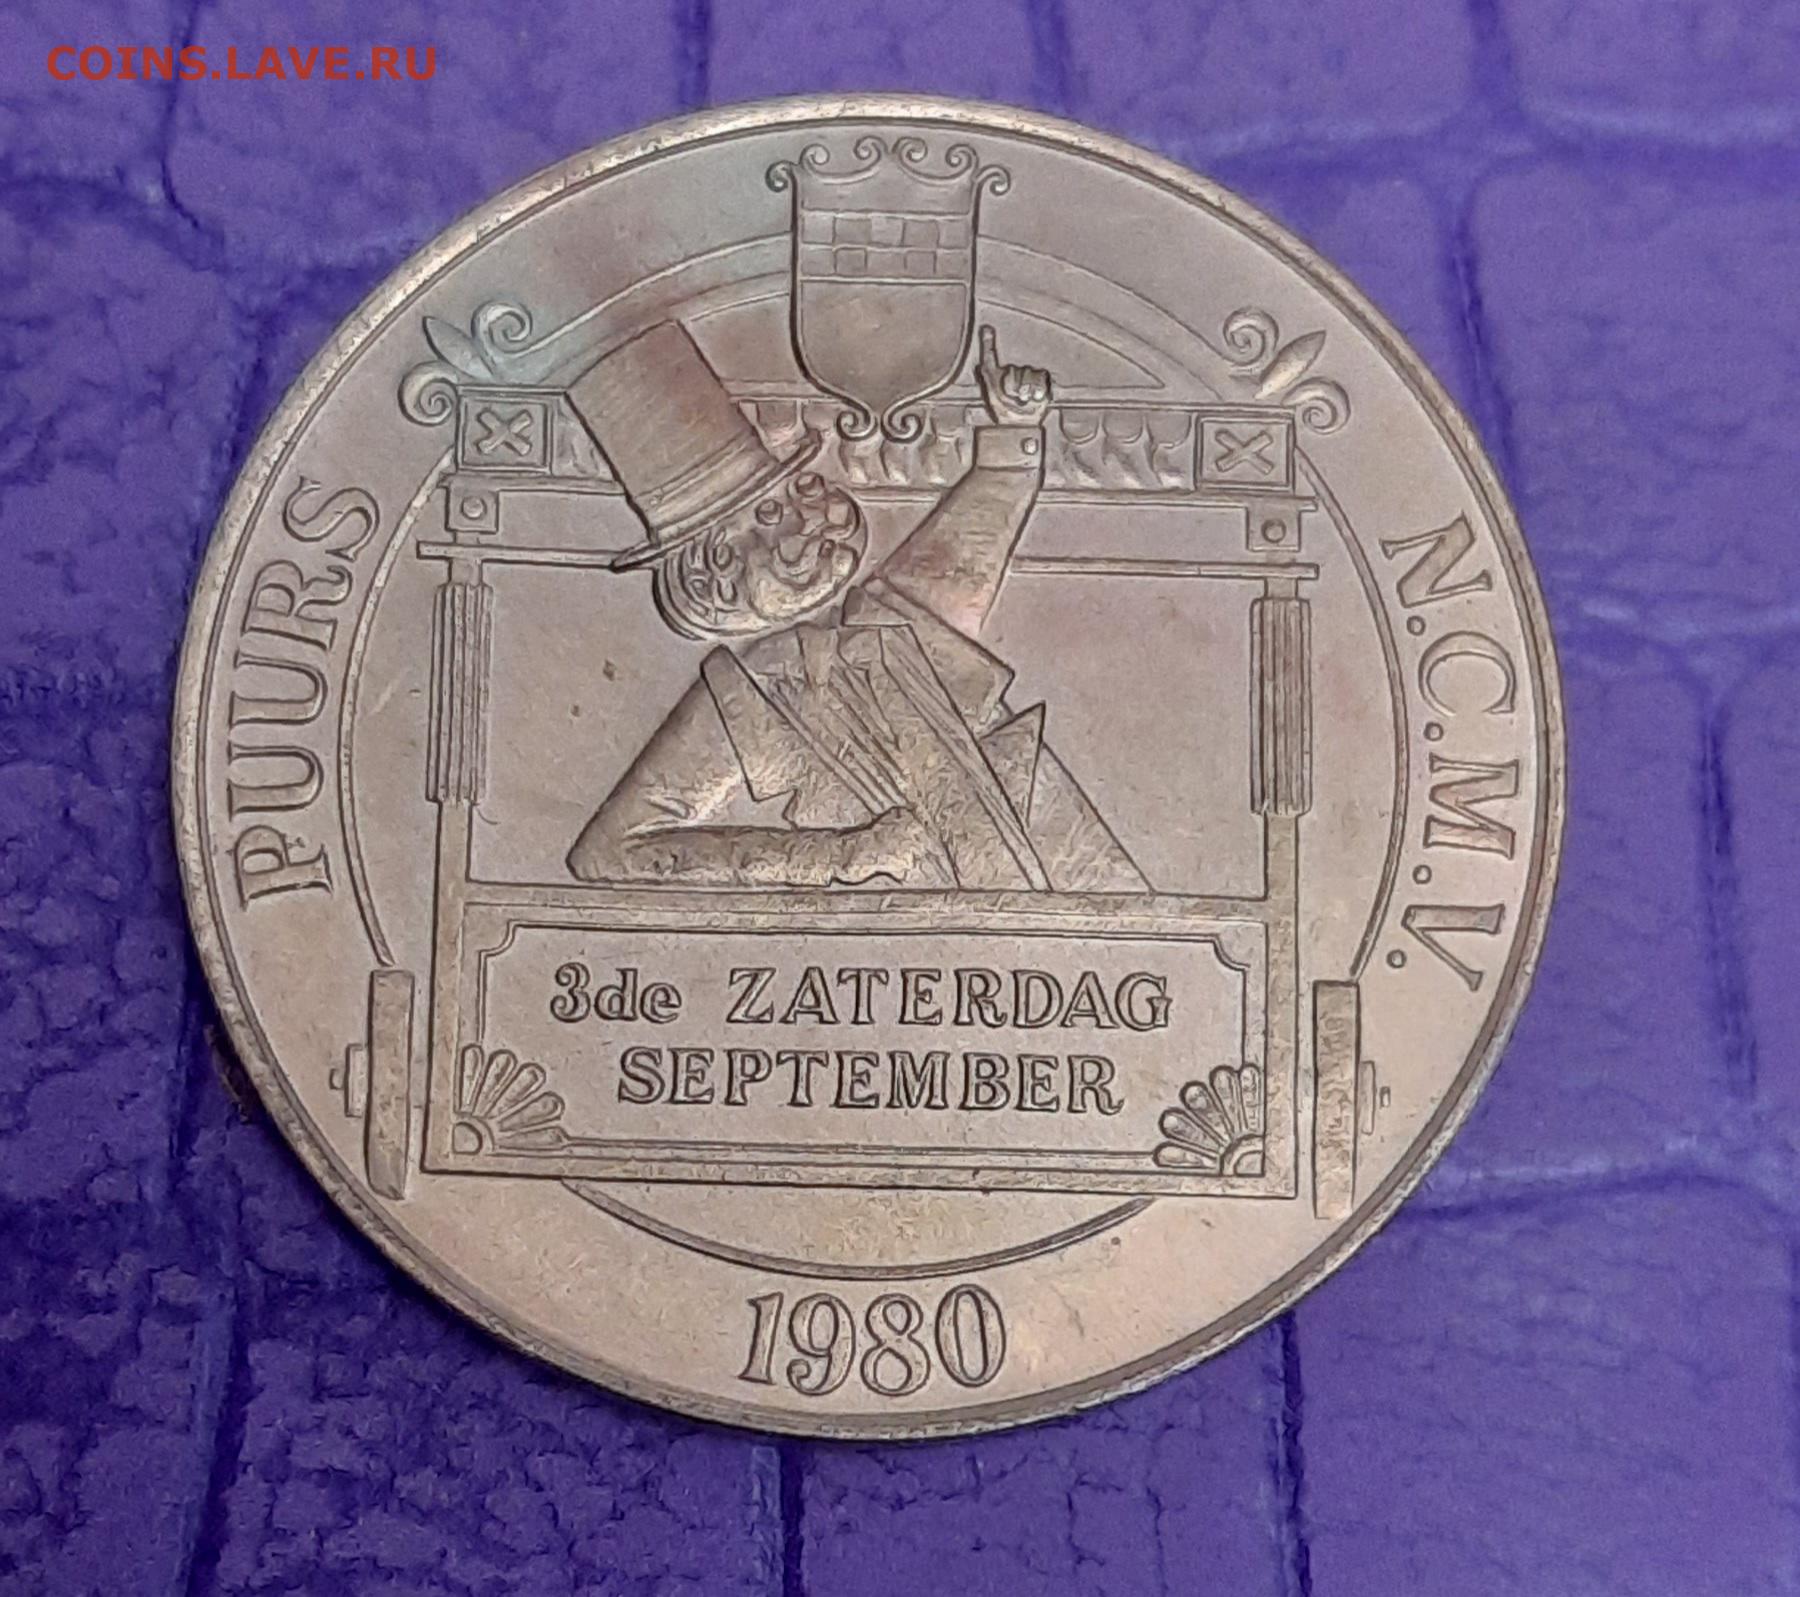 COINS.LAVE.RU
PUURS
N.C.M.V.
3de ZATERDAG
SEPTEMBER
1980